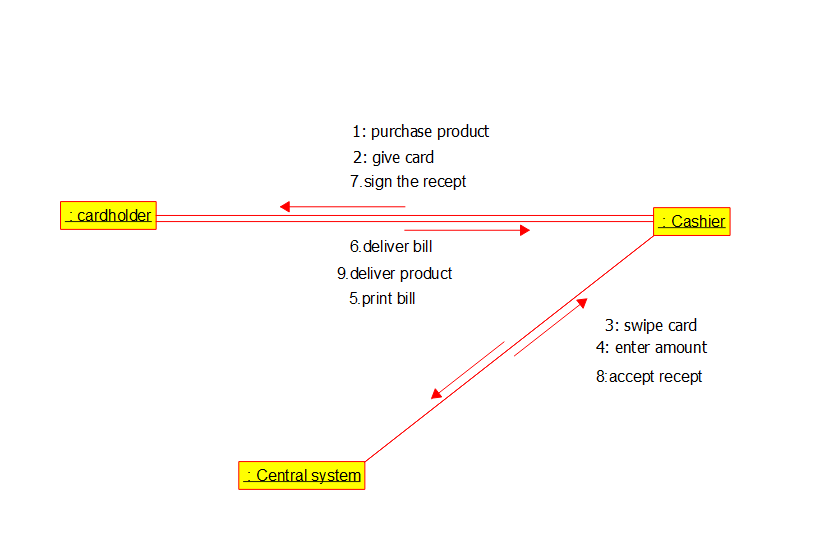 1: purchase product
2: give card
7.sign the recept
: cardholder
: Cashier
6.deliver bill
9.deliver product
5.print bill
3: swipe card
4: enter amount
8:accept recept
: Central system